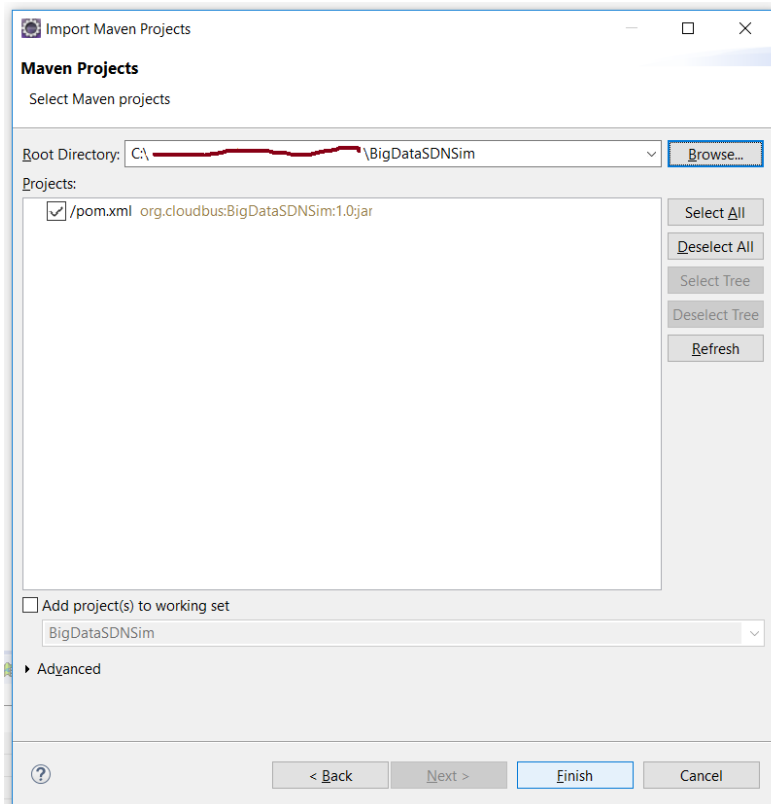 Import Maven Projects
Maven Projects
Select Maven projects
Root Directory: C:\ \BigDataSDNSim Browse...
Projects:
/pom.xml org.cloudbus:BigDataSDNSim:1.0:jar
Select All
Deselect All
Select Tree
Deselect Tree
Refresh
Add project(s) to working set
BigDataSDNSim
Advanced
? < Back Next > Finish Cancel